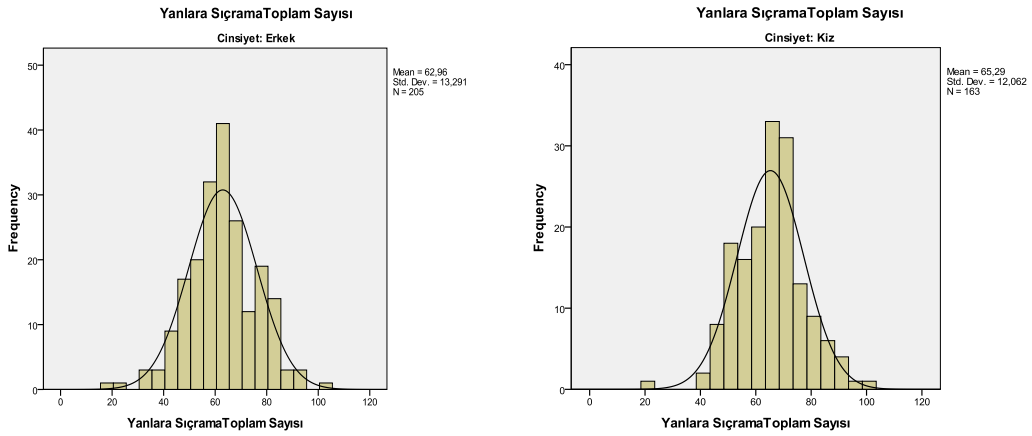 Yanlara SıçramaToplam Sayısı
Cinsiyet: Erkek
Mean = 62,96
Std. Dev. = 13,291
N = 205
50
40
30
20
10
0
Frequency
0 20 40 60 80 100 120
Yanlara SıçramaToplam Sayısı
Yanlara SıçramaToplam Sayısı
Cinsiyet: Kiz
Mean = 65,29
Std. Dev. = 12,062
N = 163
40
30
20
10
0
Frequency
0 20 40 60 80 100 120
Yanlara SıçramaToplam Sayısı